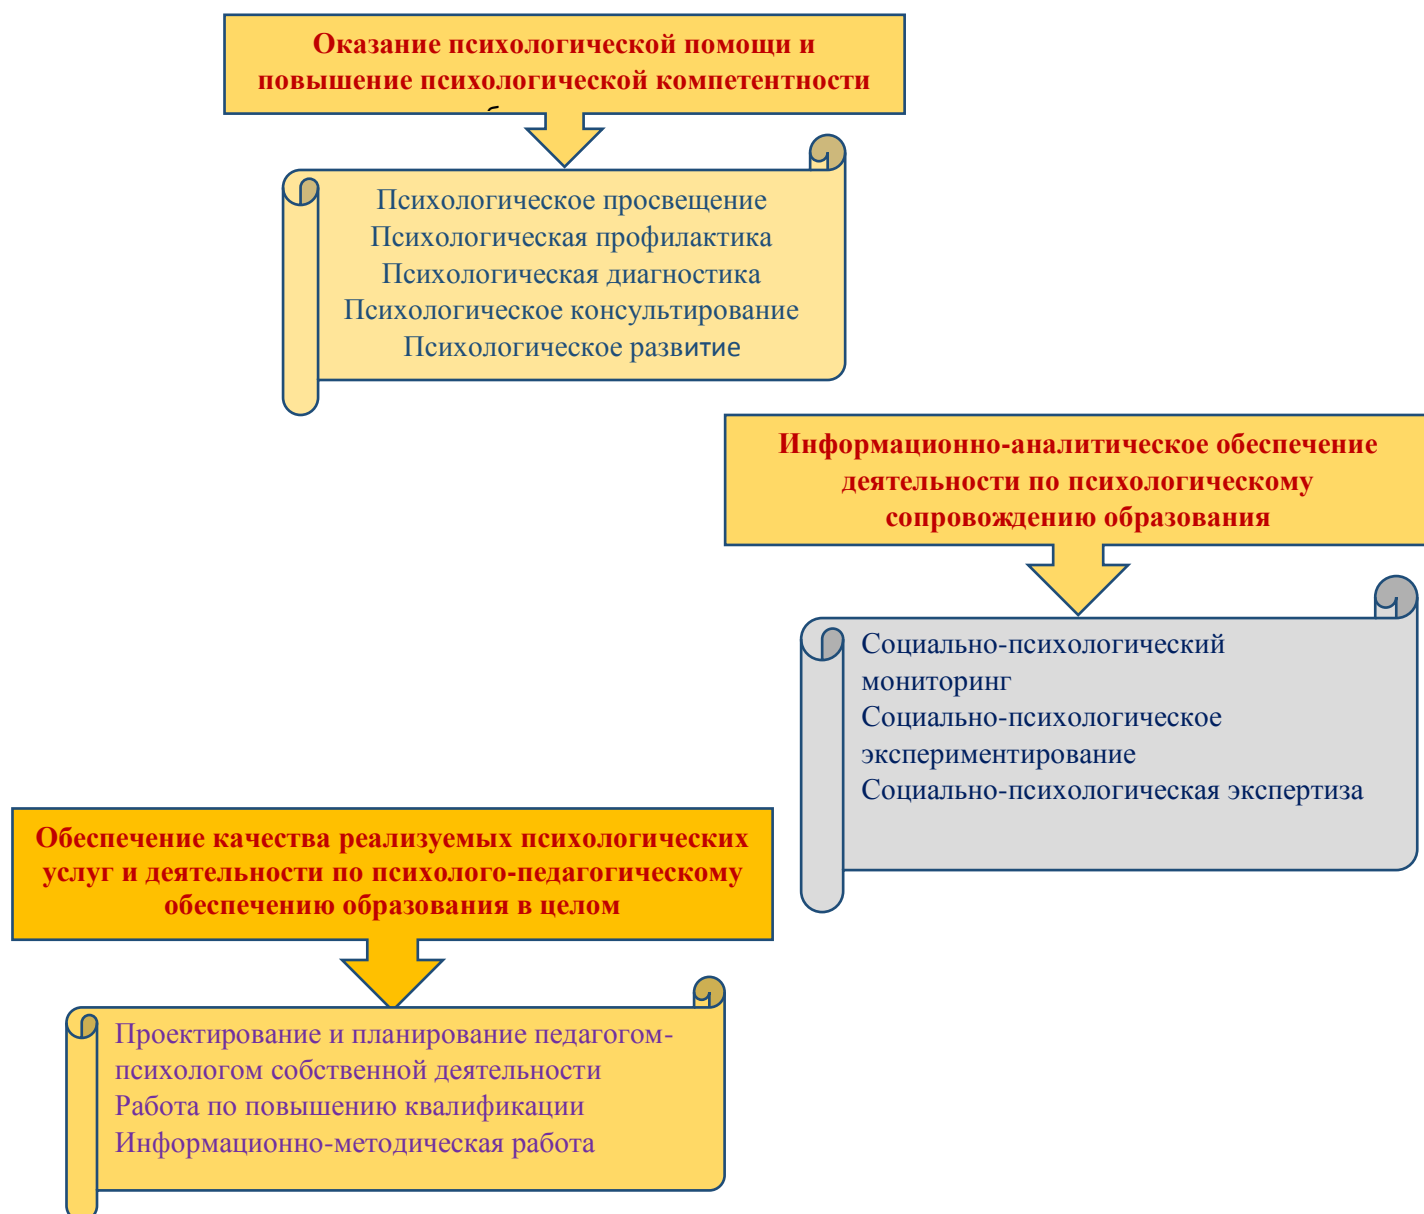 Оказание психологической помощи и
повышение психологической компетентности
Психологическое просвещение
Психологическая профилактика
Психологическая диагностика
Психологическое консультирование
Психологическое развитие
Информационно-аналитическое обеспечение
деятельности по психологическому
сопровождению образования
Социально-психологический
мониторинг
Социально-психологическое
экспериментирование
Социально-психологическая экспертиза
Обеспечение качества реализуемых психологических
услуг и деятельности по психолого-педагогическому
обеспечению образования в целом
Проектирование и планирование педагогом-
психологом собственной деятельности
Работа по повышению квалификации
Информационно-методическая работа